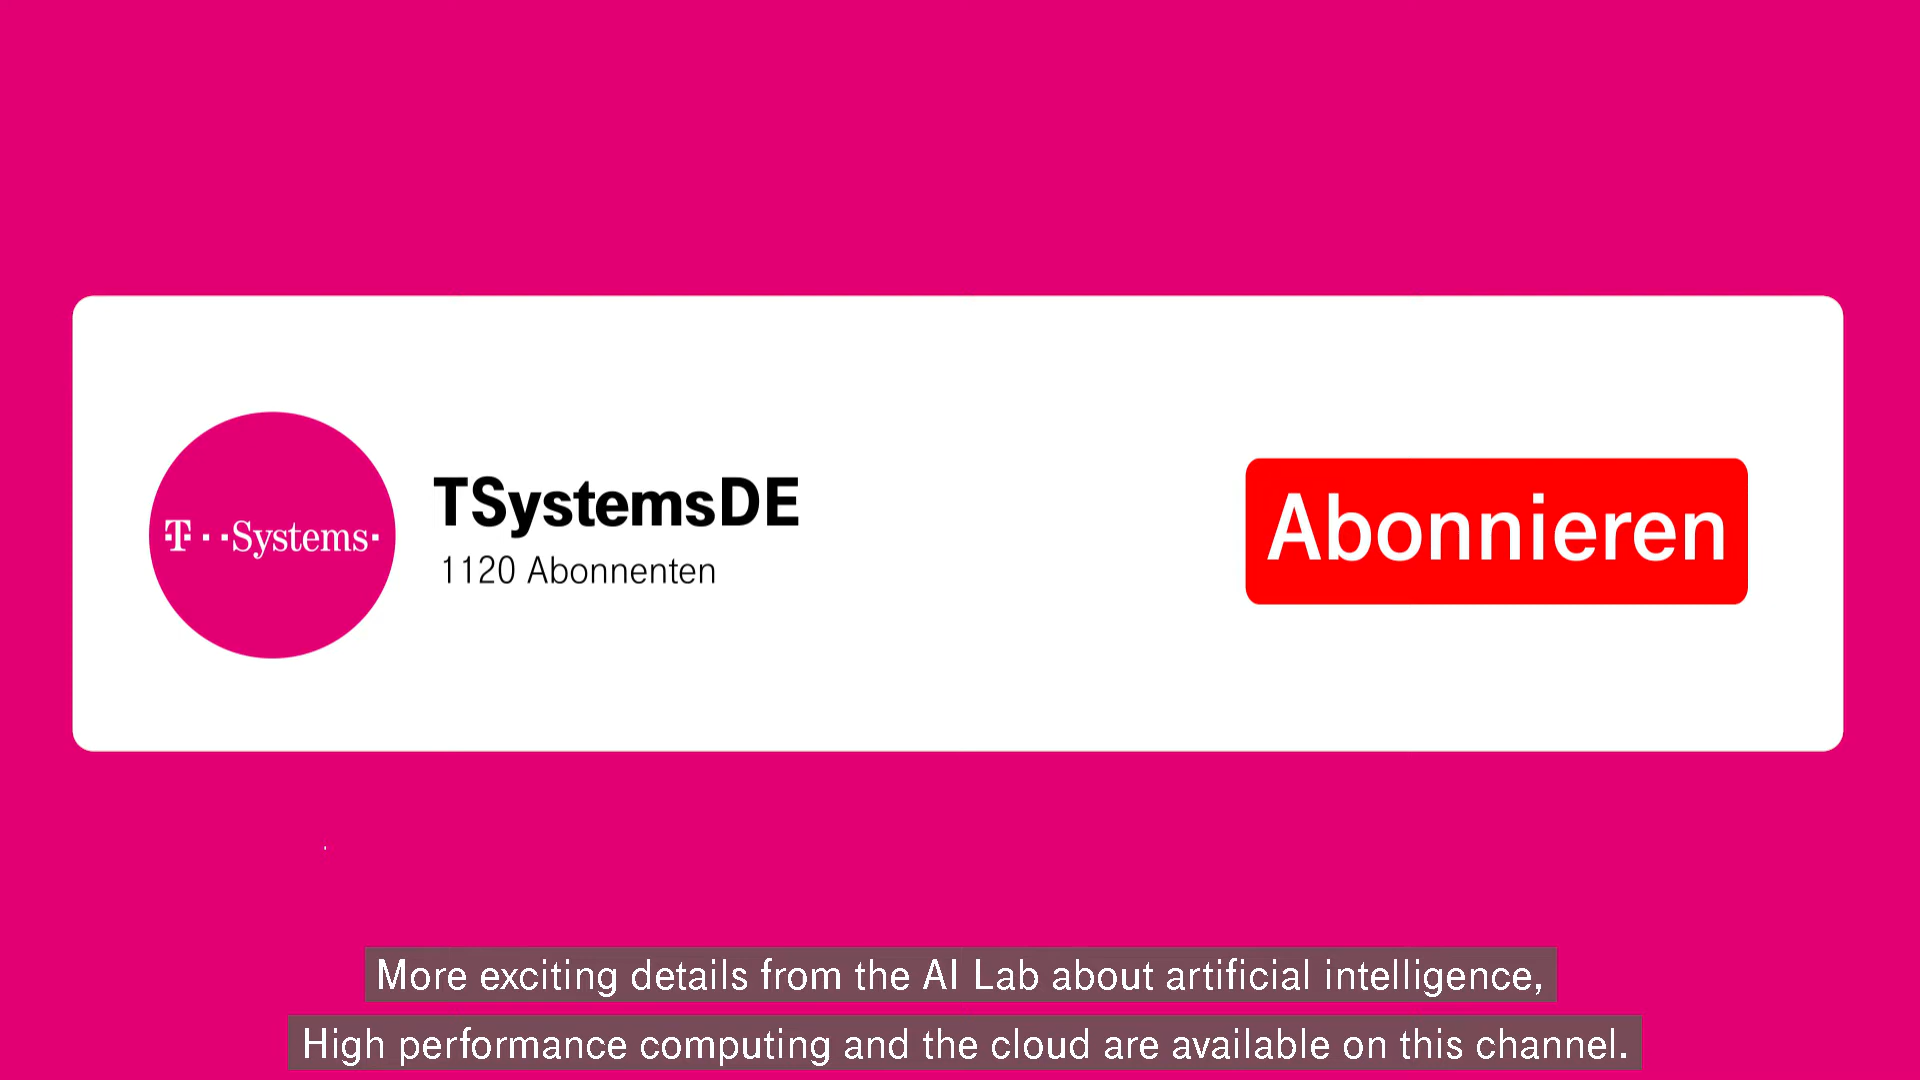 T··Systems·
TSystemsDE
1120 Abonnenten
Abonnieren
More exciting details from the AI Lab about artificial intelligence,
High performance computing and the cloud are available on this channel.